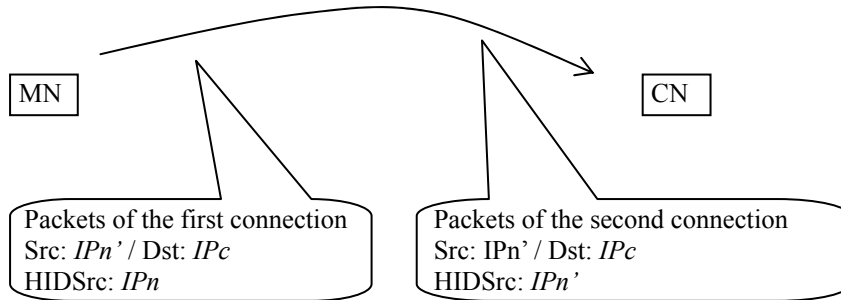 MN
CN
Packets of the first connection
Src: IPn’ / Dst: IPc
HIDSrc: IPn
Packets of the second connection
Src: IPn’ / Dst: IPc
HIDSrc: IPn’